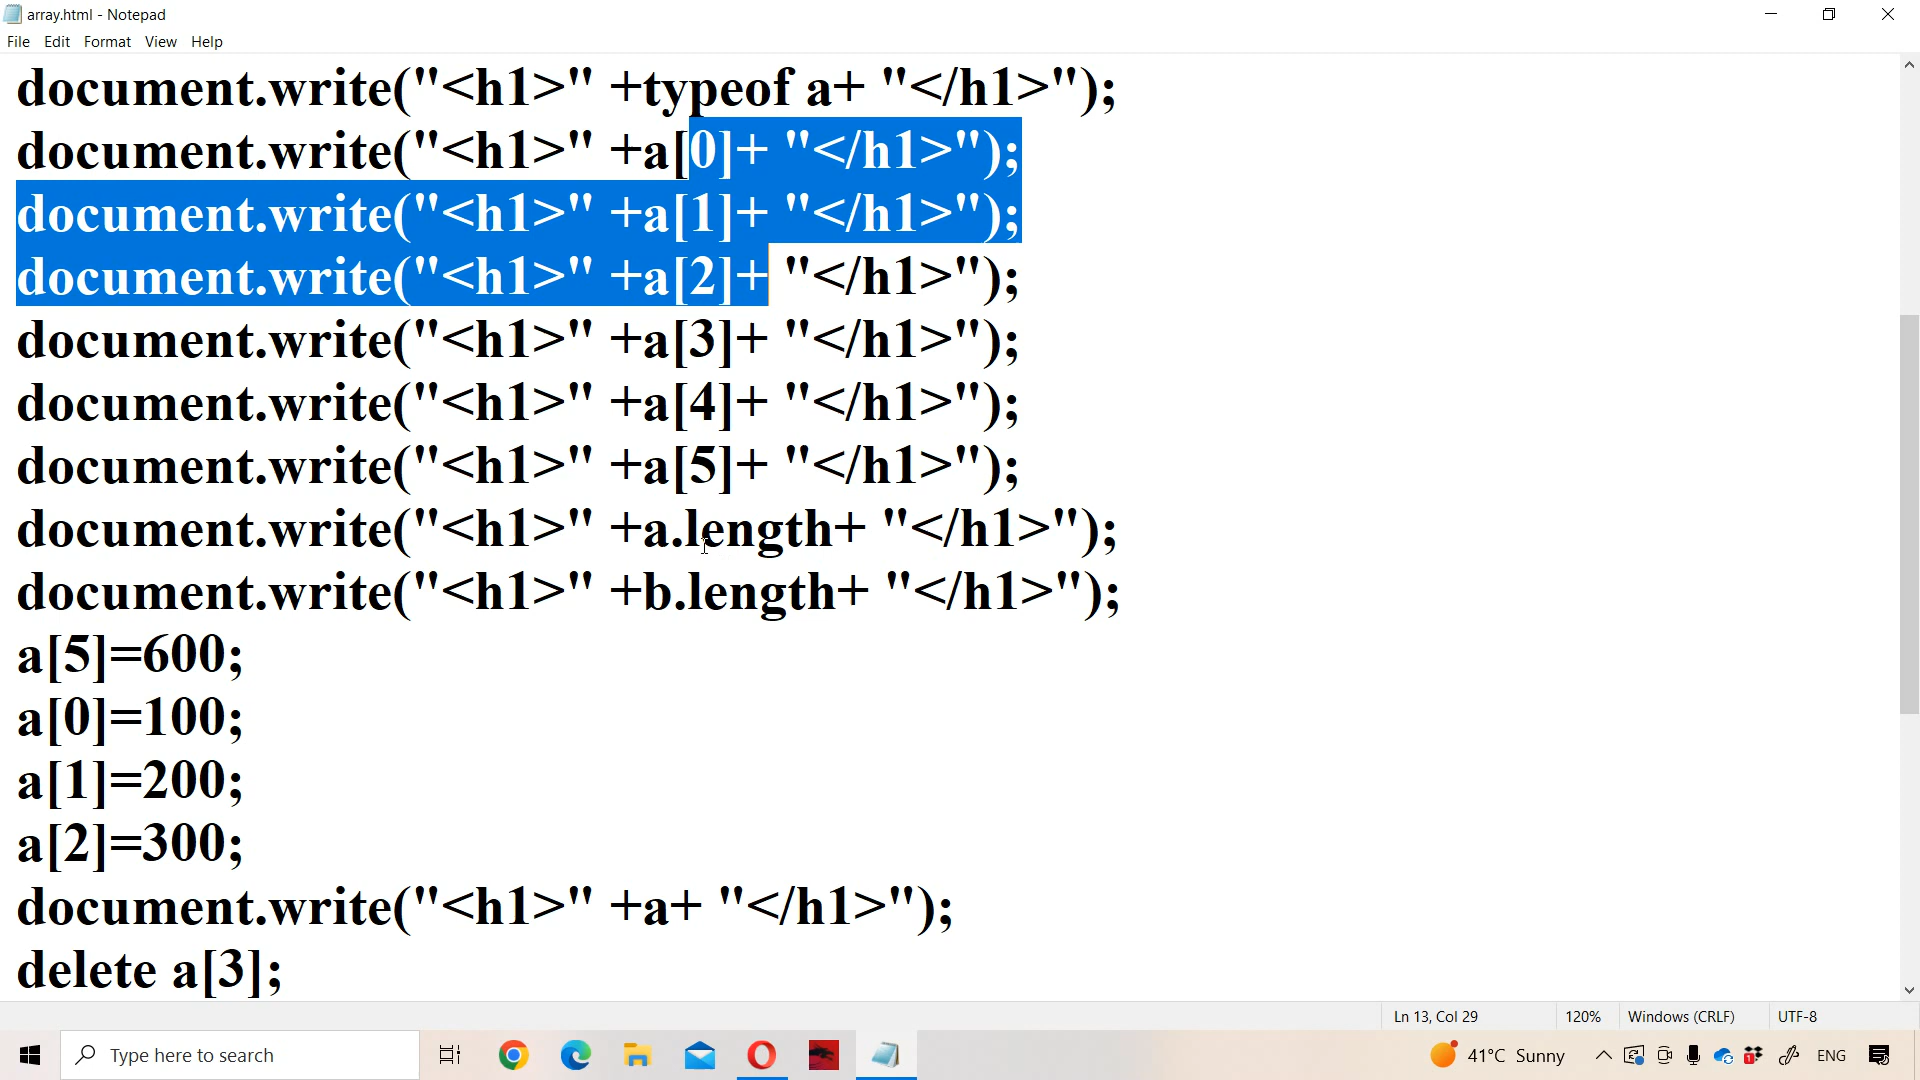 array.html - Notepad
File Edit Format View Help
document.write("<h1>" +typeof a+ "</h1>");
document.write("<h1>" +a[0]+ "</h1>");
document.write("<h1>" +a[1]+ "</h1>");
document.write("<h1>" +a[2]+ "</h1>");
document.write("<h1>" +a[3]+ "</h1>");
document.write("<h1>" +a[4]+ "</h1>");
document.write("<h1>" +a[5]+ "</h1>");
document.write("<h1>" +a.length+ "</h1>");
document.write("<h1>" +b.length+ "</h1>");
a[5]=600;
a[0]=100;
a[1]=200;
a[2]=300;
document.write("<h1>" +a+ "</h1>");
delete a[3];
Ln 13, Col 29 120% Windows (CRLF) UTF-8
Type here to search 41°C Sunny ENG